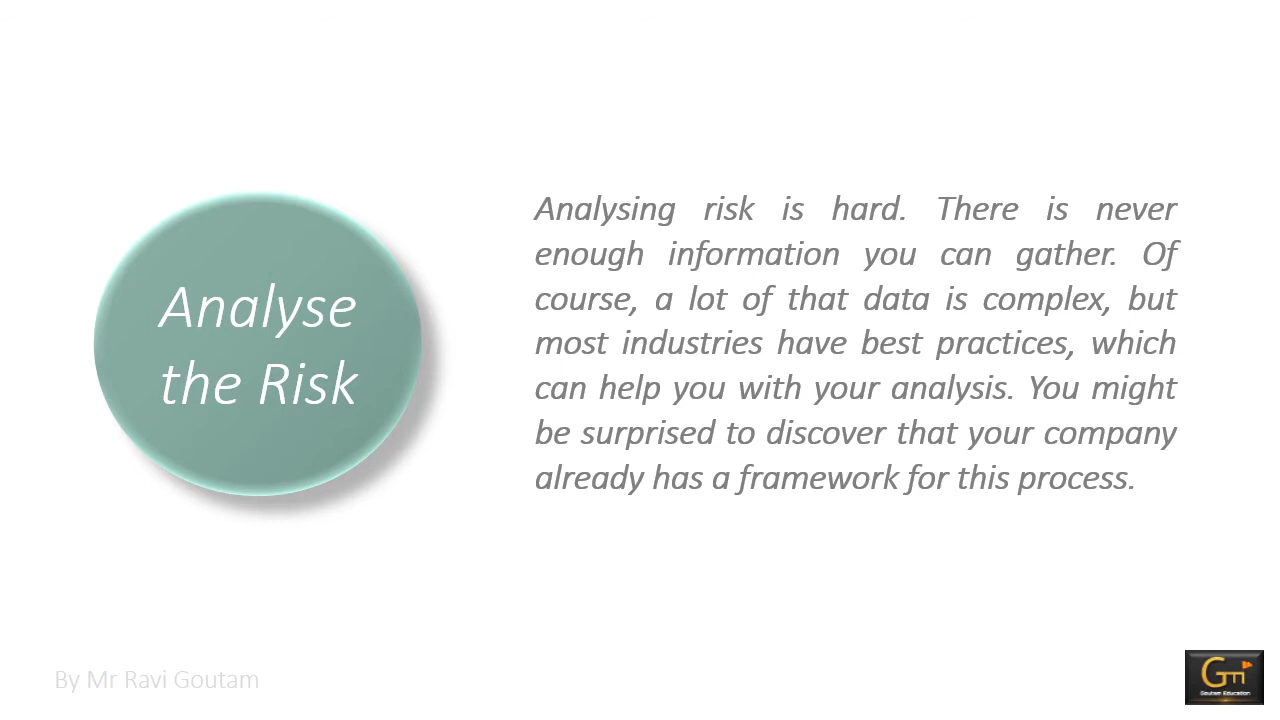 Analyse
the Risk
Analysing risk is hard. There is never
enough information you can gather. Of
course, a lot of that data is complex, but
most industries have best practices, which
can help you with your analysis. You might
be surprised to discover that your company
already has a framework for this process.
By Mr Ravi Goutam
Goutam Education